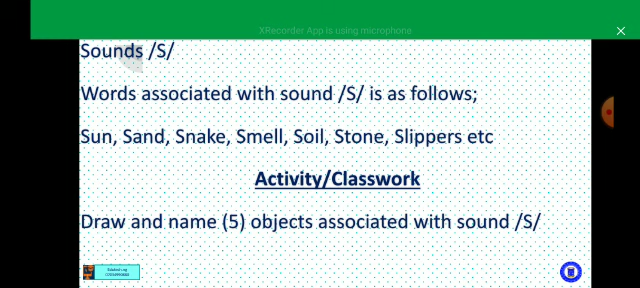 XRecorder App is using microphone
Sounds /S/
Words associated with sound /S/ is as follows;
Sun, Sand, Snake, Smell, Soil, Stone, Slippers etc
Activity/Classwork
Draw and name (5) objects associated with sound /S/